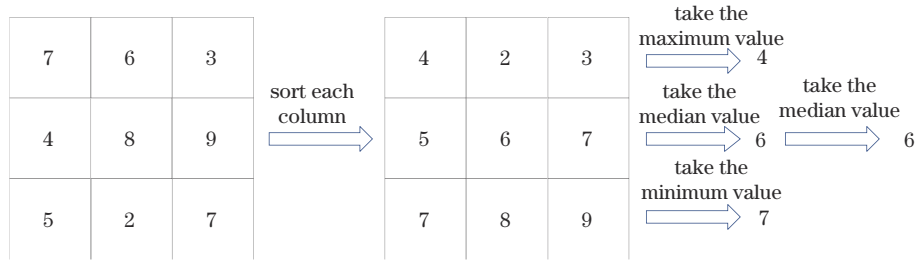 7 6 3
4 8 9
5 2 7
sort each
column
4 2 3
5 6 7
7 8 9
take the
maximum value
4
take the
median value
6
take the
minimum value
7
take the
median value
6